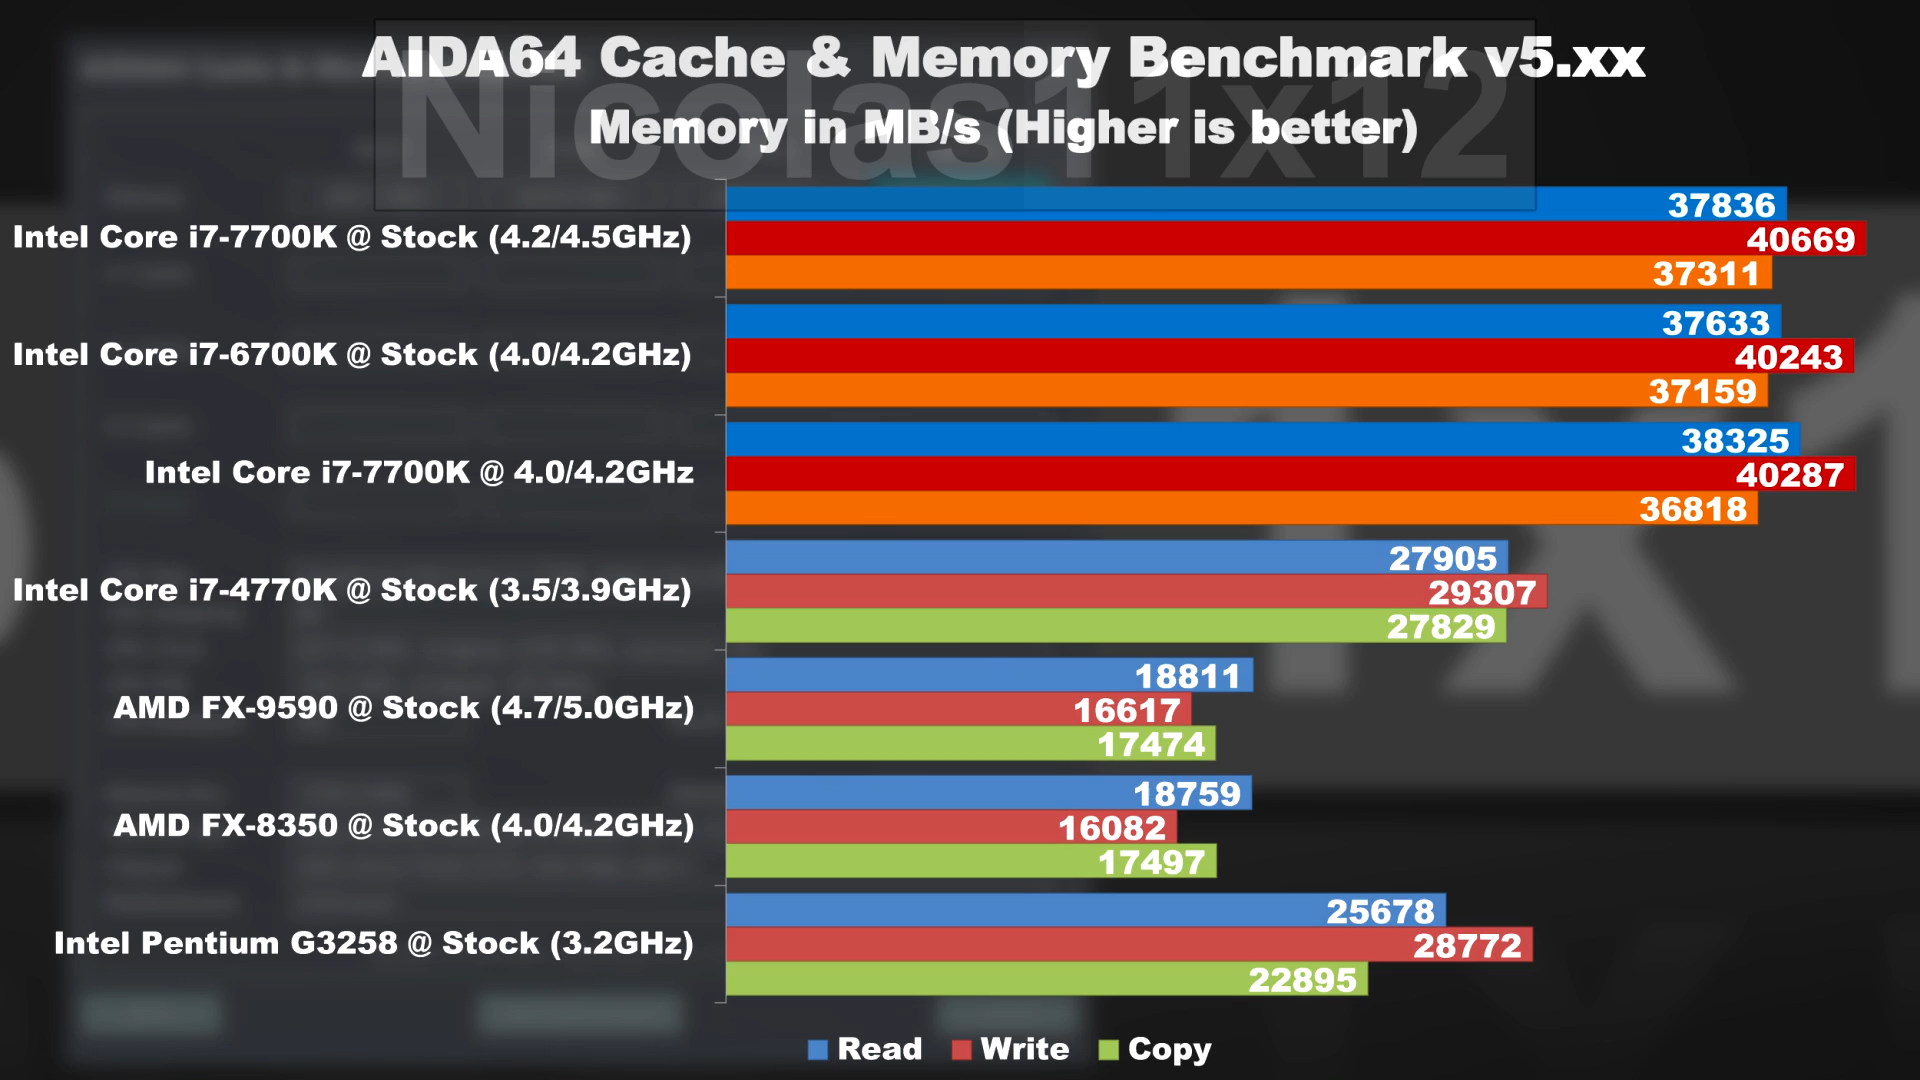 AIDA64 Cache & Memory Benchmark v5.xx
Nicolas11x12
Memory in MB/s (Higher is better)
Intel Core i7-7700K @ Stock (4.2/4.5GHz)
37836
40669
37311
Intel Core i7-6700K @ Stock (4.0/4.2GHz)
37633
40243
37159
Intel Core i7-7700K @ 4.0/4.2GHz
38325
40287
36818
Intel Core i7-4770K @ Stock (3.5/3.9GHz)
27905
29307
27829
AMD FX-9590 @ Stock (4.7/5.0GHz)
18811
16617
17474
AMD FX-8350 @ Stock (4.0/4.2GHz)
18759
16082
17497
Intel Pentium G3258 @ Stock (3.2GHz)
25678
28772
22895
Read Write Copy